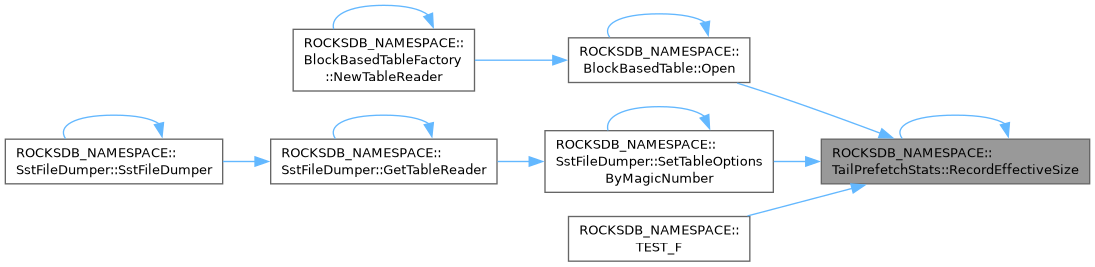 ROCKSDB_NAMESPACE::
BlockBasedTableFactory
::NewTableReader
ROCKSDB_NAMESPACE::
BlockBasedTable::Open
ROCKSDB_NAMESPACE::
SstFileDumper::SstFileDumper
ROCKSDB_NAMESPACE::
SstFileDumper::GetTableReader
ROCKSDB_NAMESPACE::
SstFileDumper::SetTableOptions
ByMagicNumber
ROCKSDB_NAMESPACE::
TailPrefetchStats::RecordEffectiveSize
ROCKSDB_NAMESPACE::
TEST_F